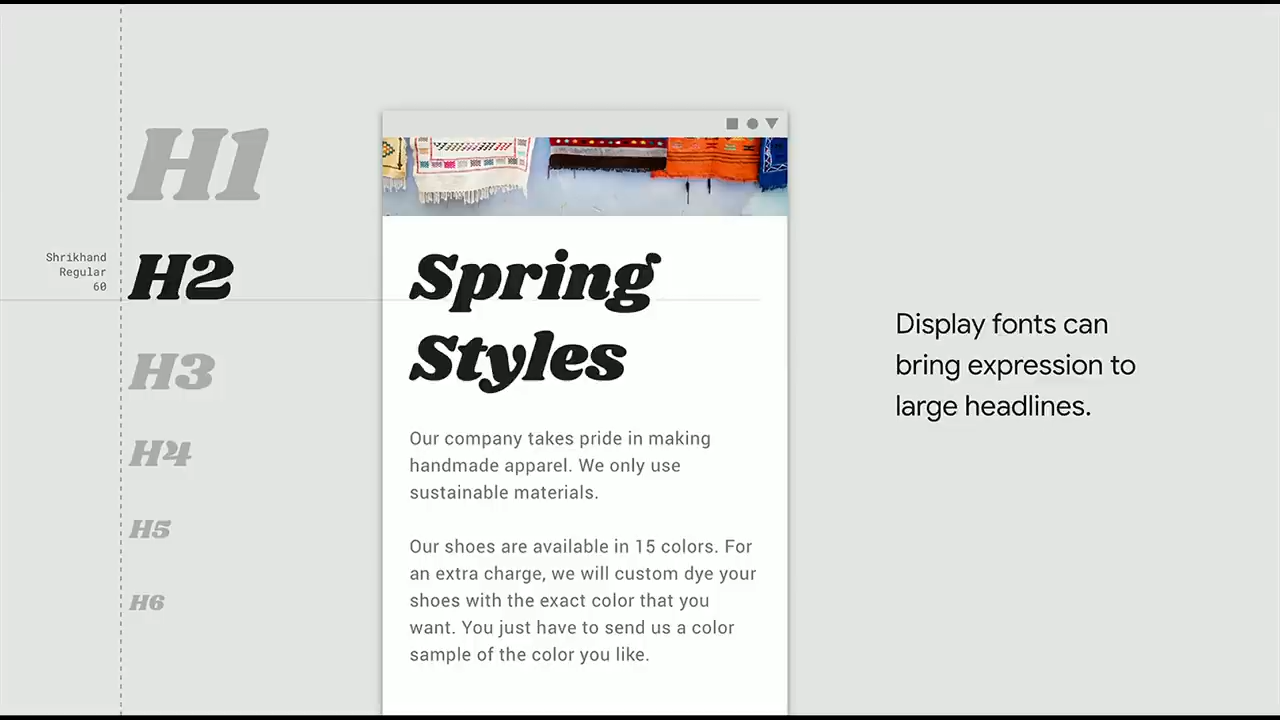 H1
Shrikhand
Regular
60
H2
H3
H4
H5
H6
Spring
Styles
Our company takes pride in making
handmade apparel. We only use
sustainable materials.
Our shoes are available in 15 colors. For
an extra charge, we will custom dye your
shoes with the exact color that you
want. You just have to send us a color
sample of the color you like.
Display fonts can
bring expression to
large headlines.